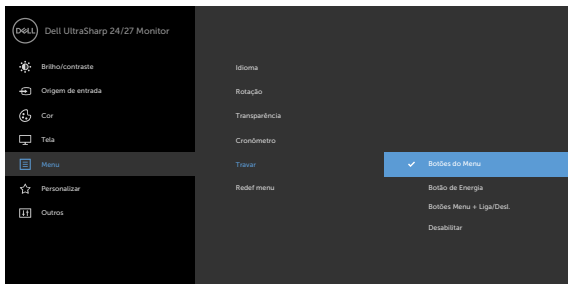 DELL Dell UltraSharp 24/27 Monitor
Brilho/contraste
Origem de entrada
Cor
Tela
Menu
Personalizar
Outros
Idioma
Rotação
Transparência
Cronômetro
Travar
Redef menu
Botões do Menu
Botão de Energia
Botões Menu + Liga/Desl.
Desabilitar